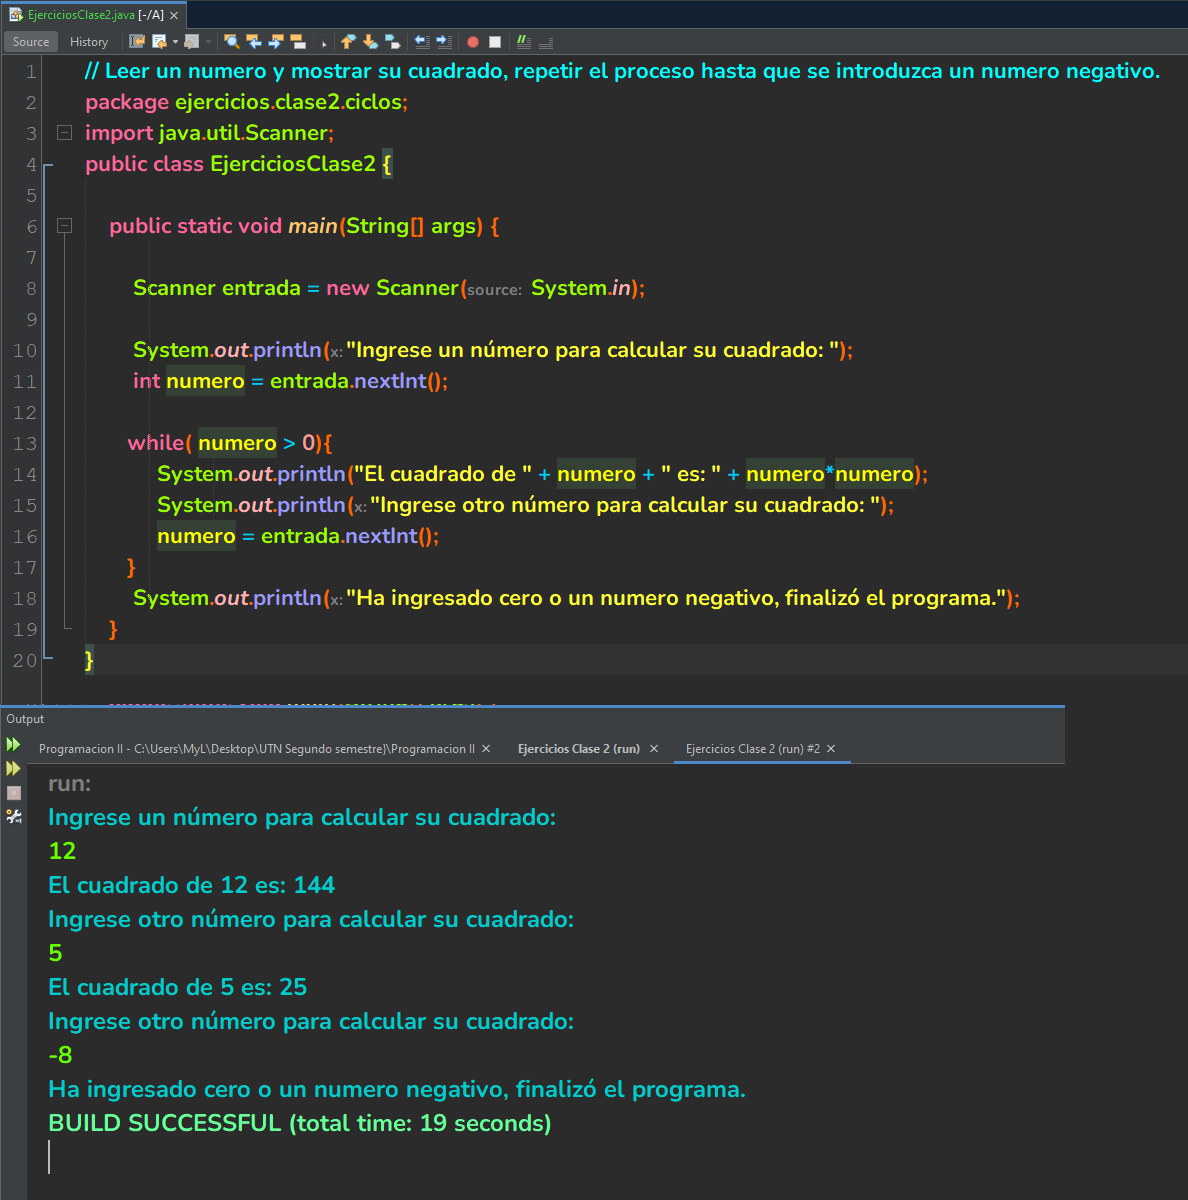 EjerciciosClase2.java [-/A]
Source History
1 // Leer un numero y mostrar su cuadrado, repetir el proceso hasta que se introduzca un numero negativo.
2 package ejercicios.clase2.ciclos;
3 import java.util.Scanner;
4 public class EjerciciosClase2 {
5
6 public static void main(String[] args) {
7
8 Scanner entrada = new Scanner(source: System.in);
9
10 System.out.println(x: "Ingrese un número para calcular su cuadrado: ");
11 int numero = entrada.nextInt();
12
13 while( numero > 0){
14 System.out.println("El cuadrado de " + numero + " es: " + numero*numero);
15 System.out.println(x: "Ingrese otro número para calcular su cuadrado: ");
16 numero = entrada.nextInt();
17 }
18 System.out.println(x: "Ha ingresado cero o un numero negativo, finalizó el programa.");
19 }
20 }
Output
Programacion II - C:\Users\MyL\Desktop\UTN Segundo semestre}\Programacion II Ejercicios Clase 2 (run) Ejercicios Clase 2 (run) #2
run:
Ingrese un número para calcular su cuadrado:
12
El cuadrado de 12 es: 144
Ingrese otro número para calcular su cuadrado:
5
El cuadrado de 5 es: 25
Ingrese otro número para calcular su cuadrado:
-8
Ha ingresado cero o un numero negativo, finalizó el programa.
BUILD SUCCESSFUL (total time: 19 seconds)